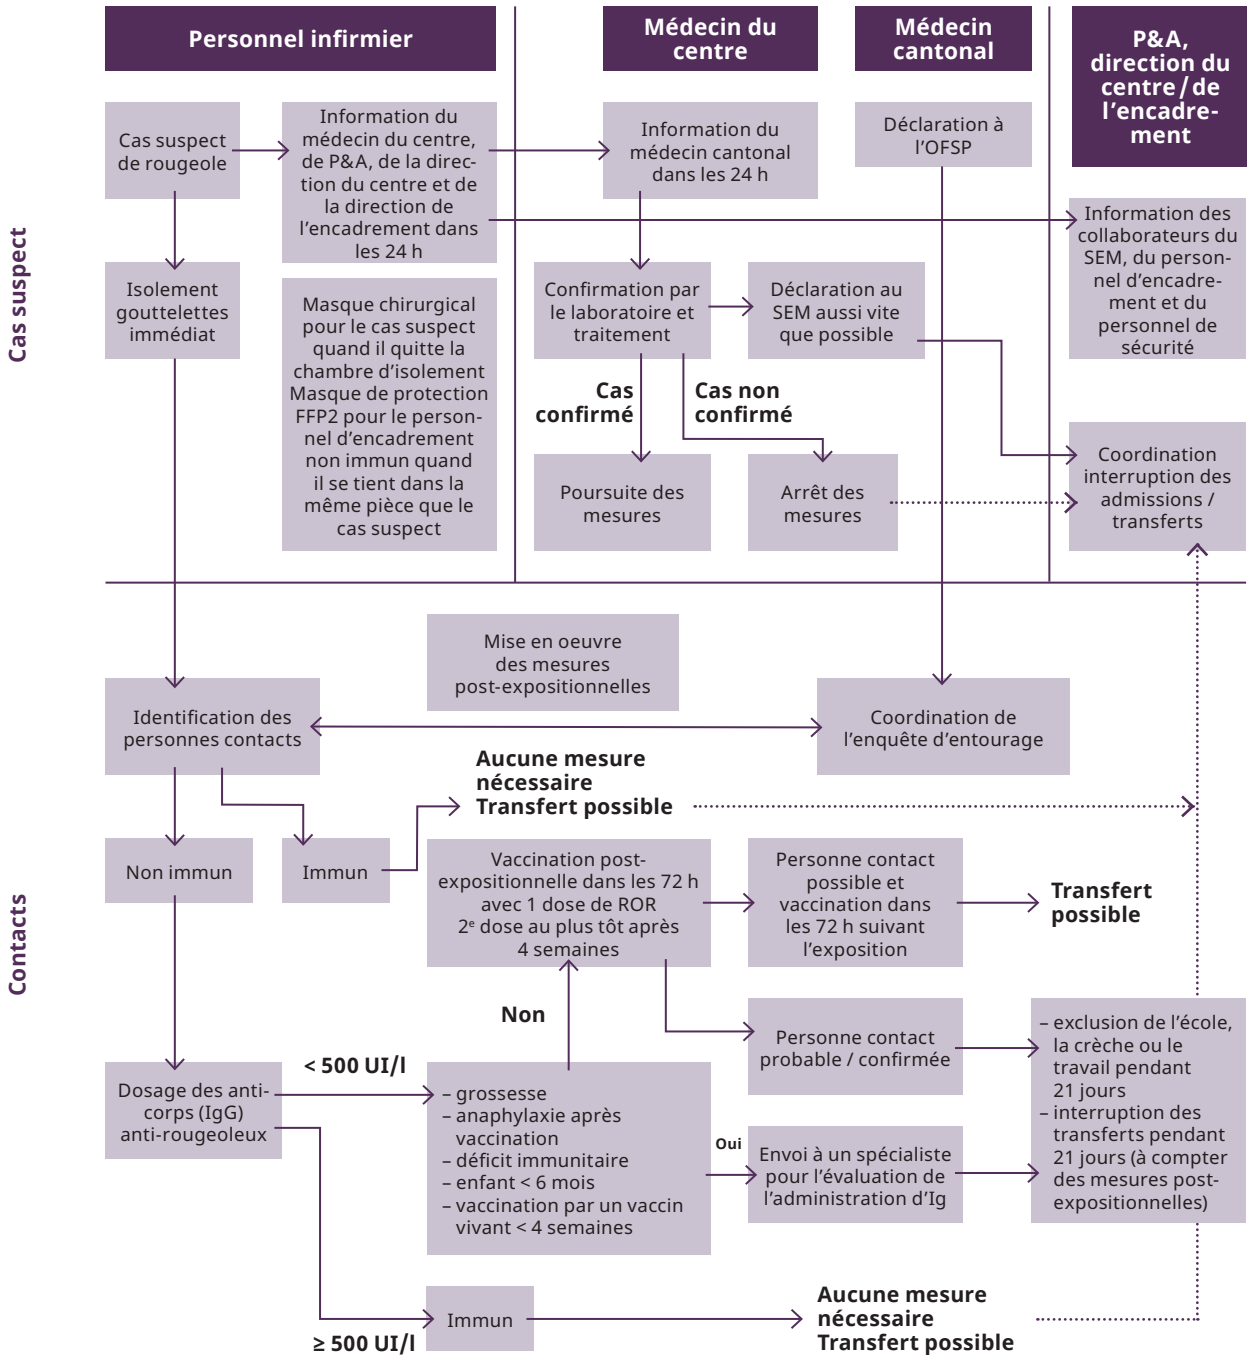 Personnel infirmier
Médecin du
centre
Médecin
cantonal
P&A,
direction du
centre / de
l'encadre-
ment
Cas suspect
Cas suspect
de rougeole
Information du
médecin du centre,
de P&A, de la direc-
tion du centre et de
la direction de
l'encadrement dans
les 24 h
Information du
médecin cantonal
dans les 24 h
Déclaration à
l'OFSP
Information des
collaborateurs du
SEM, du person-
nel d'encadre-
ment et du
personnel de
sécurité
Isolement
gouttelettes
immédiat
Masque chirurgical
pour le cas suspect
quand il quitte la
chambre d'isolement
Masque de protection
FFP2 pour le person-
nel d'encadrement
non immun quand
il se tient dans la
même pièce que le
cas suspect
Confirmation par
le laboratoire et
traitement
Déclaration au
SEM aussi vite
que possible
Cas
confirmé
Cas non
confirmé
Poursuite des
mesures
Arrêt des
mesures
Coordination
interruption des
admissions /
transferts
Contacts
Mise en oeuvre
des mesures
post-expositionnelles
Identification des
personnes contacts
Coordination de
l'enquête d'entourage
Aucune mesure
nécessaire
Transfert possible
Non immun
Immun
Vaccination post-
expositionnelle dans les 72 h
avec 1 dose de ROR
2e dose au plus tôt après
4 semaines
Personne contact
possible et
vaccination dans
les 72 h suivant
l'exposition
Transfert
possible
Non
Personne contact
probable / confirmée
– exclusion de l'école,
la crèche ou le
travail pendant
21 jours
– interruption des
transferts pendant
21 jours (à compter
des mesures post-
expositionnelles)
Dosage des anti-
corps (IgG)
anti-rougeoleux
< 500 UI/l
– grossesse
– anaphylaxie après
vaccination
– déficit immunitaire
– enfant < 6 mois
– vaccination par un vaccin
vivant < 4 semaines
Oui
Envoi à un spécialiste
pour l'évaluation de
l'administration d'Ig
≥ 500 UI/l
Immun
Aucune mesure
nécessaire
Transfert possible